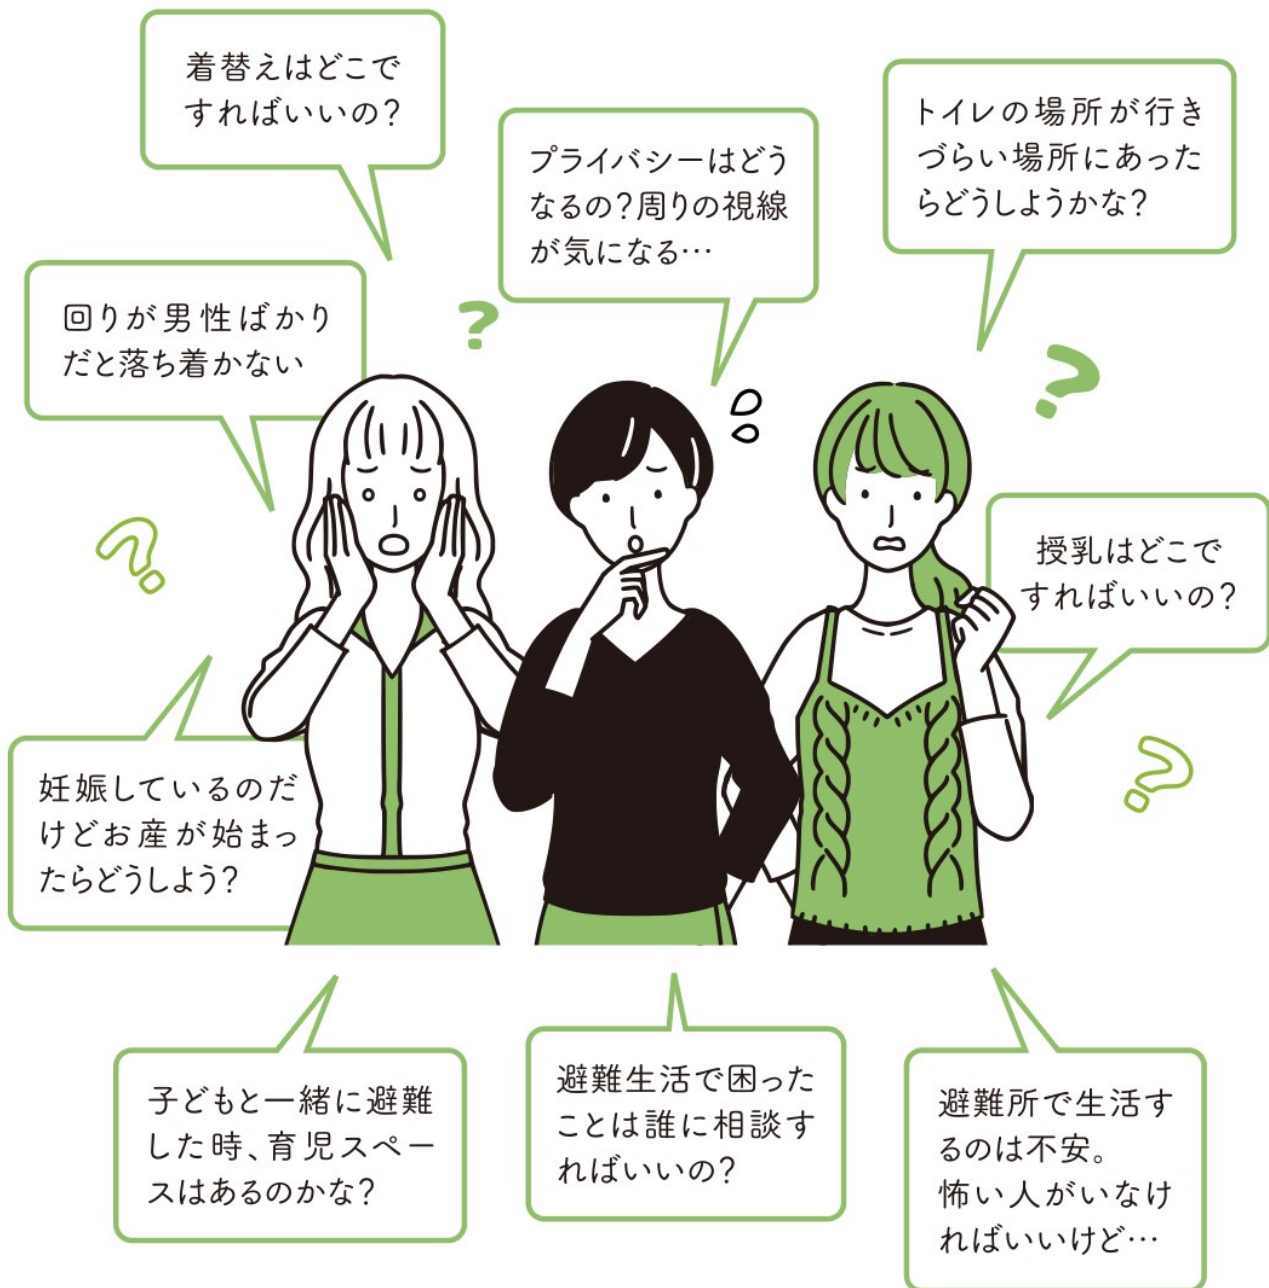 着替えはどこで
すればいいの?
プライバシーはどう
なるの?周りの視線
が気になる…
トイレの場所が行き
づらい場所にあった
らどうしようかな?
回りが男性ばかり
だと落ち着かない
授乳はどこで
すればいいの?
妊娠しているのだ
けどお産が始まっ
たらどうしよう?
子どもと一緒に避難
した時、育児スペー
スはあるのかな?
避難生活で困った
ことは誰に相談す
ればいいの?
避難所で生活す
るのは不安。
怖い人がいなけ
ればいいけど…